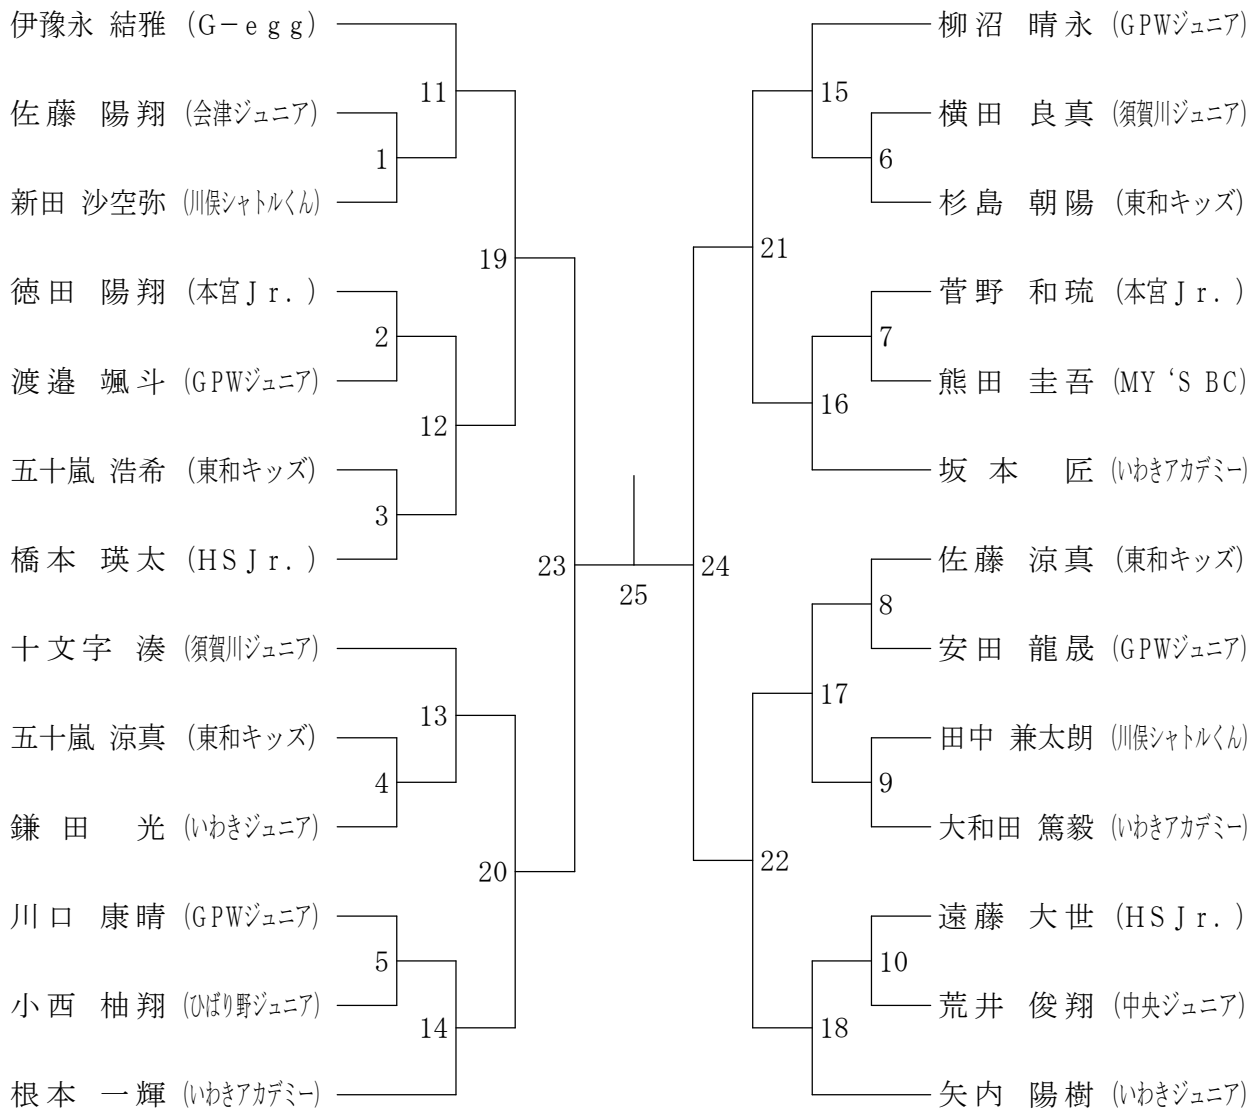 伊豫永 結雅 (G-egg)
佐藤 陽翔 (会津ジュニア)
新田 沙空弥 (川俣シャトルくん)
徳田 陽翔 (本宮Jr.)
渡邉 颯斗 (GPWジュニア)
五十嵐 浩希 (東和キッズ)
橋本 瑛太 (HSJr.)
十文字 湊 (須賀川ジュニア)
五十嵐 涼真 (東和キッズ)
鎌田 光 (いわきジュニア)
川口 康晴 (GPWジュニア)
小西 柚翔 (ひばり野ジュニア)
根本 一輝 (いわきアカデミー)
1
2
3
4
5
11
12
13
14
19
20
23
25
24
21
22
15
16
17
18
6
7
8
9
10
柳沼 晴永 (GPWジュニア)
横田 良真 (須賀川ジュニア)
杉島 朝陽 (東和キッズ)
菅野 和琉 (本宮Jr.)
熊田 圭吾 (MY‘S BC)
坂本 匠 (いわきアカデミー)
佐藤 涼真 (東和キッズ)
安田 龍晟 (GPWジュニア)
田中 兼太朗 (川俣シャトルくん)
大和田 篤毅 (いわきアカデミー)
遠藤 大世 (HSJr.)
荒井 俊翔 (中央ジュニア)
矢内 陽樹 (いわきジュニア)